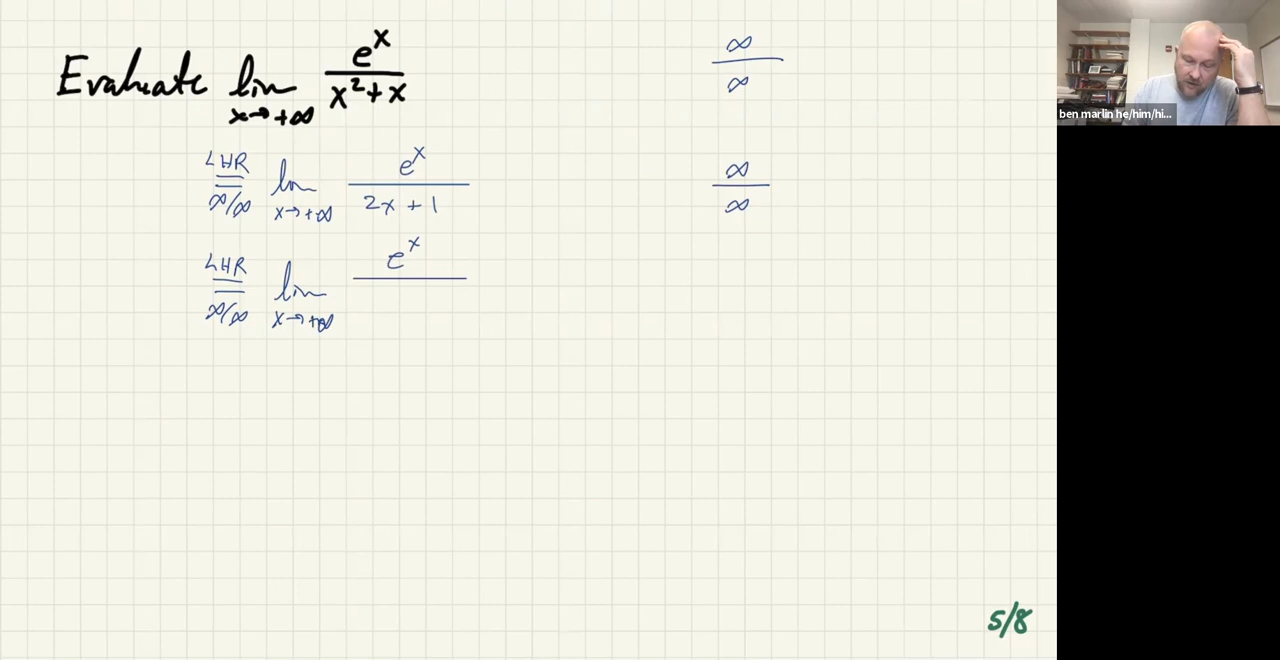 Evaluate lim x→+∞ e^x / x²+x
∞/∞
LHR = ∞/∞ lim x→+∞ e^x / 2x + 1
∞/∞
LHR = ∞/∞ lim x→+∞ e^x
5/8
ben marlin he/him/hi...